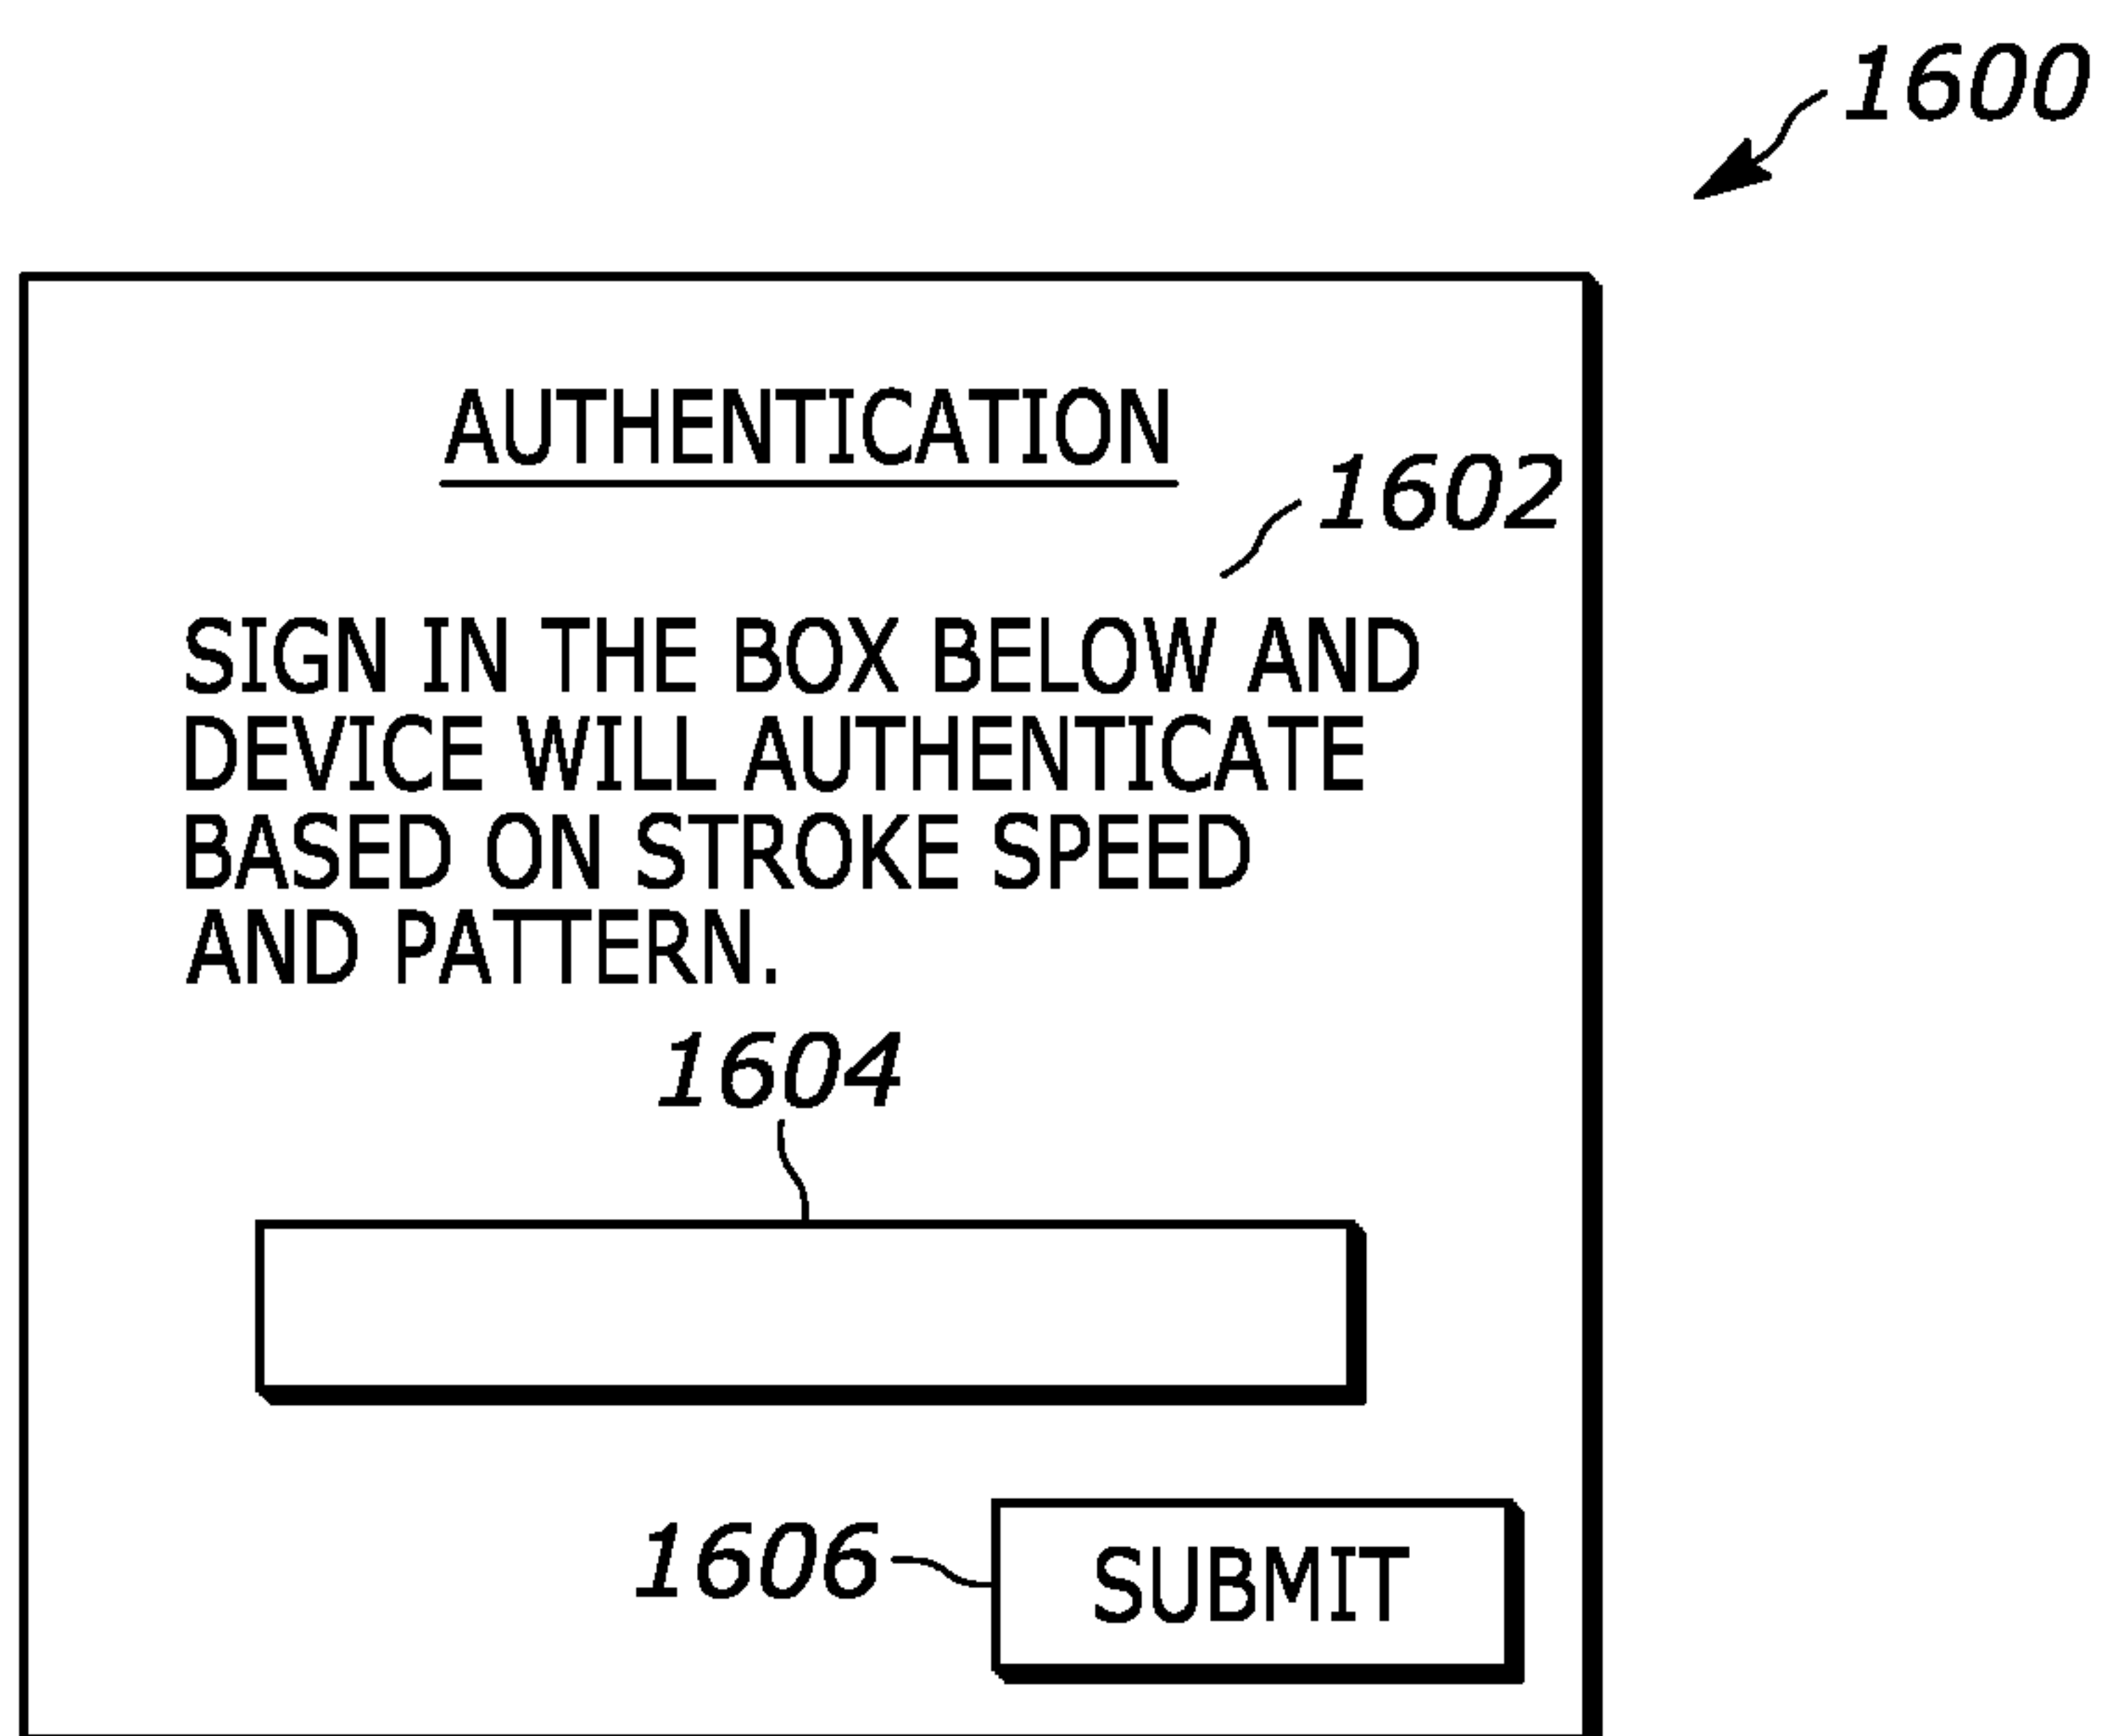 1600
AUTHENTICATION
1602
SIGN IN THE BOX BELOW AND
DEVICE WILL AUTHENTICATE
BASED ON STROKE SPEED
AND PATTERN.
1604
1606 SUBMIT